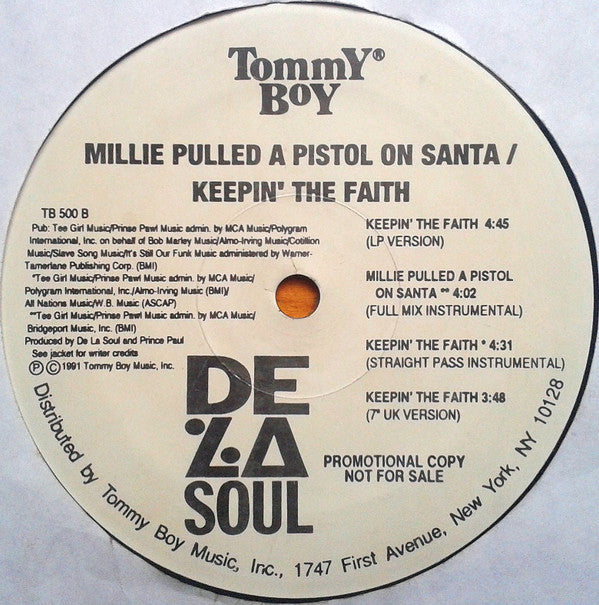 TommY® BoY
MILLIE PULLED A PISTOL ON SANTA /
KEEPIN' THE FAITH
TB 500 B
Pub: Tee Girl Music/Prinse Pawl Music admin. by MCA Music/Polygram
International, Inc. on behalf of Bob Marley Music/Almo-Irving Music/Cotillion
Music/Slave Song Music/It's Still Our Funk Music administered by Warner-
Tamerlane Publishing Corp. (BMI)
*Tee Girl Music/Prinse Pawl Music admin. by MCA Music/
Polygram International, Inc./Almo-Irving Music (BMI)/
All Nations Music/W.B. Music (ASCAP)
**Tee Girl Music/Prinse Pawl Music admin. by MCA Music/
Bridgeport Music, Inc. (BMI)
Produced by De La Soul and Prince Paul
See jacket for writer credits
Ⓟ © 1991 Tommy Boy Music, Inc.
KEEPIN' THE FAITH 4:45
(LP VERSION)
MILLIE PULLED A PISTOL
ON SANTA ** 4:02
(FULL MIX INSTRUMENTAL)
KEEPIN' THE FAITH * 4:31
(STRAIGHT PASS INSTRUMENTAL)
KEEPIN' THE FAITH 3:48
(7" UK VERSION)
DE
LA
SOUL
PROMOTIONAL COPY
NOT FOR SALE
Distributed by Tommy Boy Music, Inc., 1747 First Avenue, New York, NY 10128